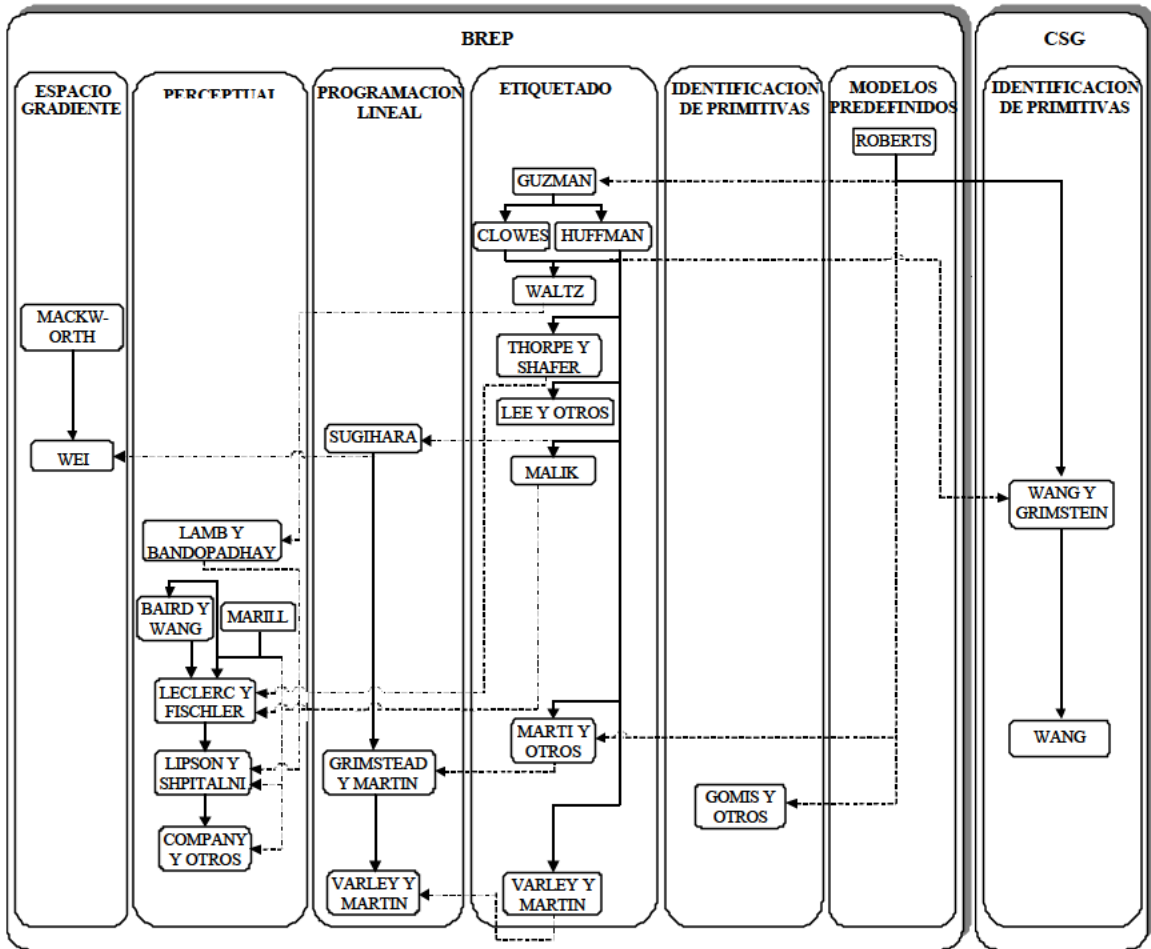 BREP
CSG
ESPACIO
GRADIENTE
PERCEPTUAL
PROGRAMACION
LINEAL
ETIQUETADO
IDENTIFICACION
DE PRIMITIVAS
MODELOS
PREDEFINIDOS
IDENTIFICACION
DE PRIMITIVAS
ROBERTS
GUZMAN
CLOWES
HUFFMAN
WALTZ
MACKW-
ORTH
THORPE Y
SHAFER
LEE Y OTROS
SUGIHARA
WEI
MALIK
WANG Y
GRIMSTEIN
LAMB Y
BANDOPADHAY
BAIRD Y
WANG
MARILL
LECLERC Y
FISCHLER
MARTI Y
OTROS
WANG
LIPSON Y
SHPITALNI
GRIMSTEAD
Y MARTIN
GOMIS Y
OTROS
COMPANY
Y OTROS
VARLEY Y
MARTIN
VARLEY Y
MARTIN